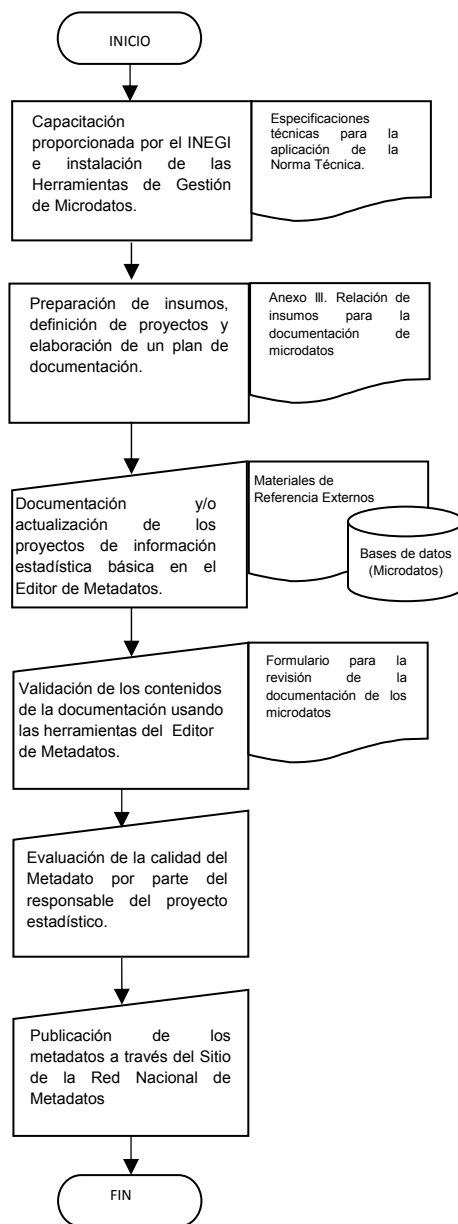 INICIO
Capacitación
proporcionada por el INEGI
e instalación de las
Herramientas de Gestión
de Microdatos.
Especificaciones
técnicas para la
aplicación de la
Norma Técnica.
Preparación de insumos,
definición de proyectos y
elaboración de un plan de
documentación.
Anexo III. Relación de
insumos para la
documentación de
microdatos
Documentación y/o
actualización de los
proyectos de información
estadística básica en el
Editor de Metadatos.
Materiales de
Referencia Externos
Bases de datos
(Microdatos)
Validación de los contenidos
de la documentación usando
las herramientas del Editor
de Metadatos.
Formulario para la
revisión de la
documentación de los
microdatos
Evaluación de la calidad del
Metadato por parte del
responsable del proyecto
estadístico.
Publicación de los
metadatos a través del Sitio
de la Red Nacional de
Metadatos
FIN